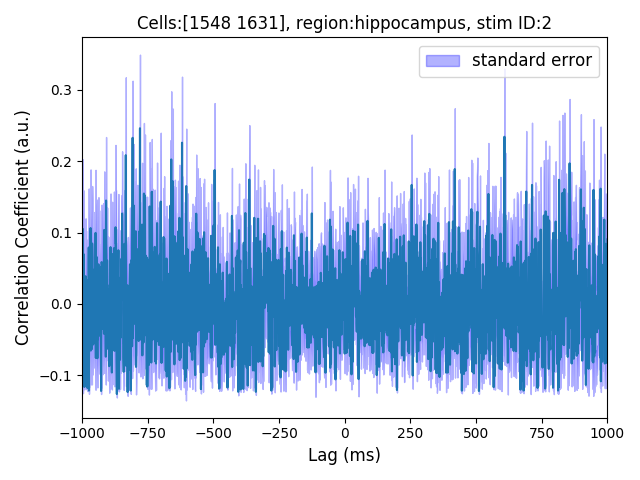 Cells:[1548 1631], region:hippocampus, stim ID:2
standard error
Correlation Coefficient (a.u.)
0.3
0.2
0.1
0.0
−0.1
−1000 −750 −500 −250 0 250 500 750 1000
Lag (ms)